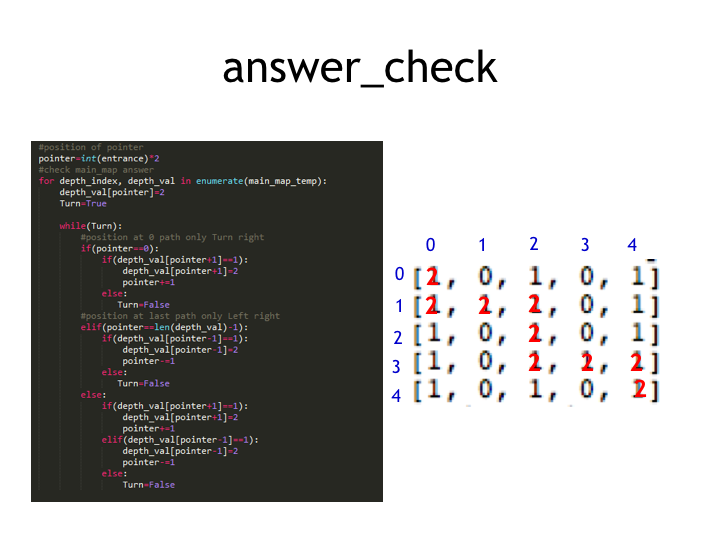 answer_check
#position of pointer
pointer=int(entrance)*2
#check main_map answer
for depth_index, depth_val in enumerate(main_map_temp):
depth_val[pointer]=2
Turn=True
while(Turn):
#position at 0 path only Turn right
if(pointer==0):
if(depth_val[pointer+1]==1):
depth_val[pointer+1]=2
pointer+=1
else:
Turn=False
#position at last path only Left right
elif(pointer==len(depth_val)-1):
if(depth_val[pointer-1]==1):
depth_val[pointer-1]=2
pointer-=1
else:
Turn=False
else:
if(depth_val[pointer+1]==1):
depth_val[pointer+1]=2
pointer+=1
elif(depth_val[pointer-1]==1):
depth_val[pointer-1]=2
pointer-=1
else:
Turn=False
0 1 2 3 4
0 [2, 0, 1, 0, 1]
1 [2, 2, 2, 0, 1]
2 [1, 0, 2, 0, 1]
3 [1, 0, 2, 2, 2]
4 [1, 0, 1, 0, 2]